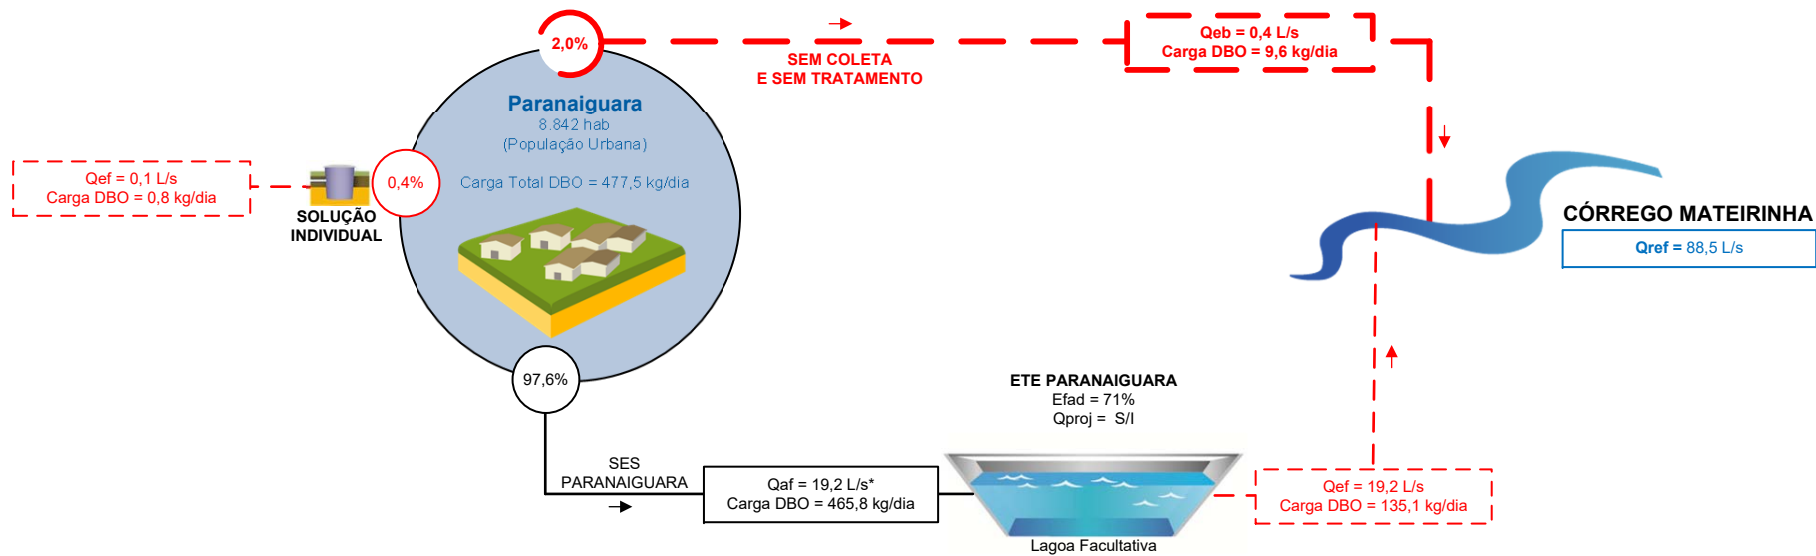 2,0%
SEM COLETA
E SEM TRATAMENTO
Qeb = 0,4 L/s
Carga DBO = 9,6 kg/dia
Paranaiguara
8.842 hab
(População Urbana)
Carga Total DBO = 477,5 kg/dia
Qef = 0,1 L/s
Carga DBO = 0,8 kg/dia
SOLUÇÃO
INDIVIDUAL
0,4%
CÓRREGO MATEIRINHA
Qref = 88,5 L/s
97,6%
SES
PARANAIGUARA
Qaf = 19,2 L/s*
Carga DBO = 465,8 kg/dia
ETE PARANAIGUARA
Efad = 71%
Qproj = S/I
Lagoa Facultativa
Qef = 19,2 L/s
Carga DBO = 135,1 kg/dia